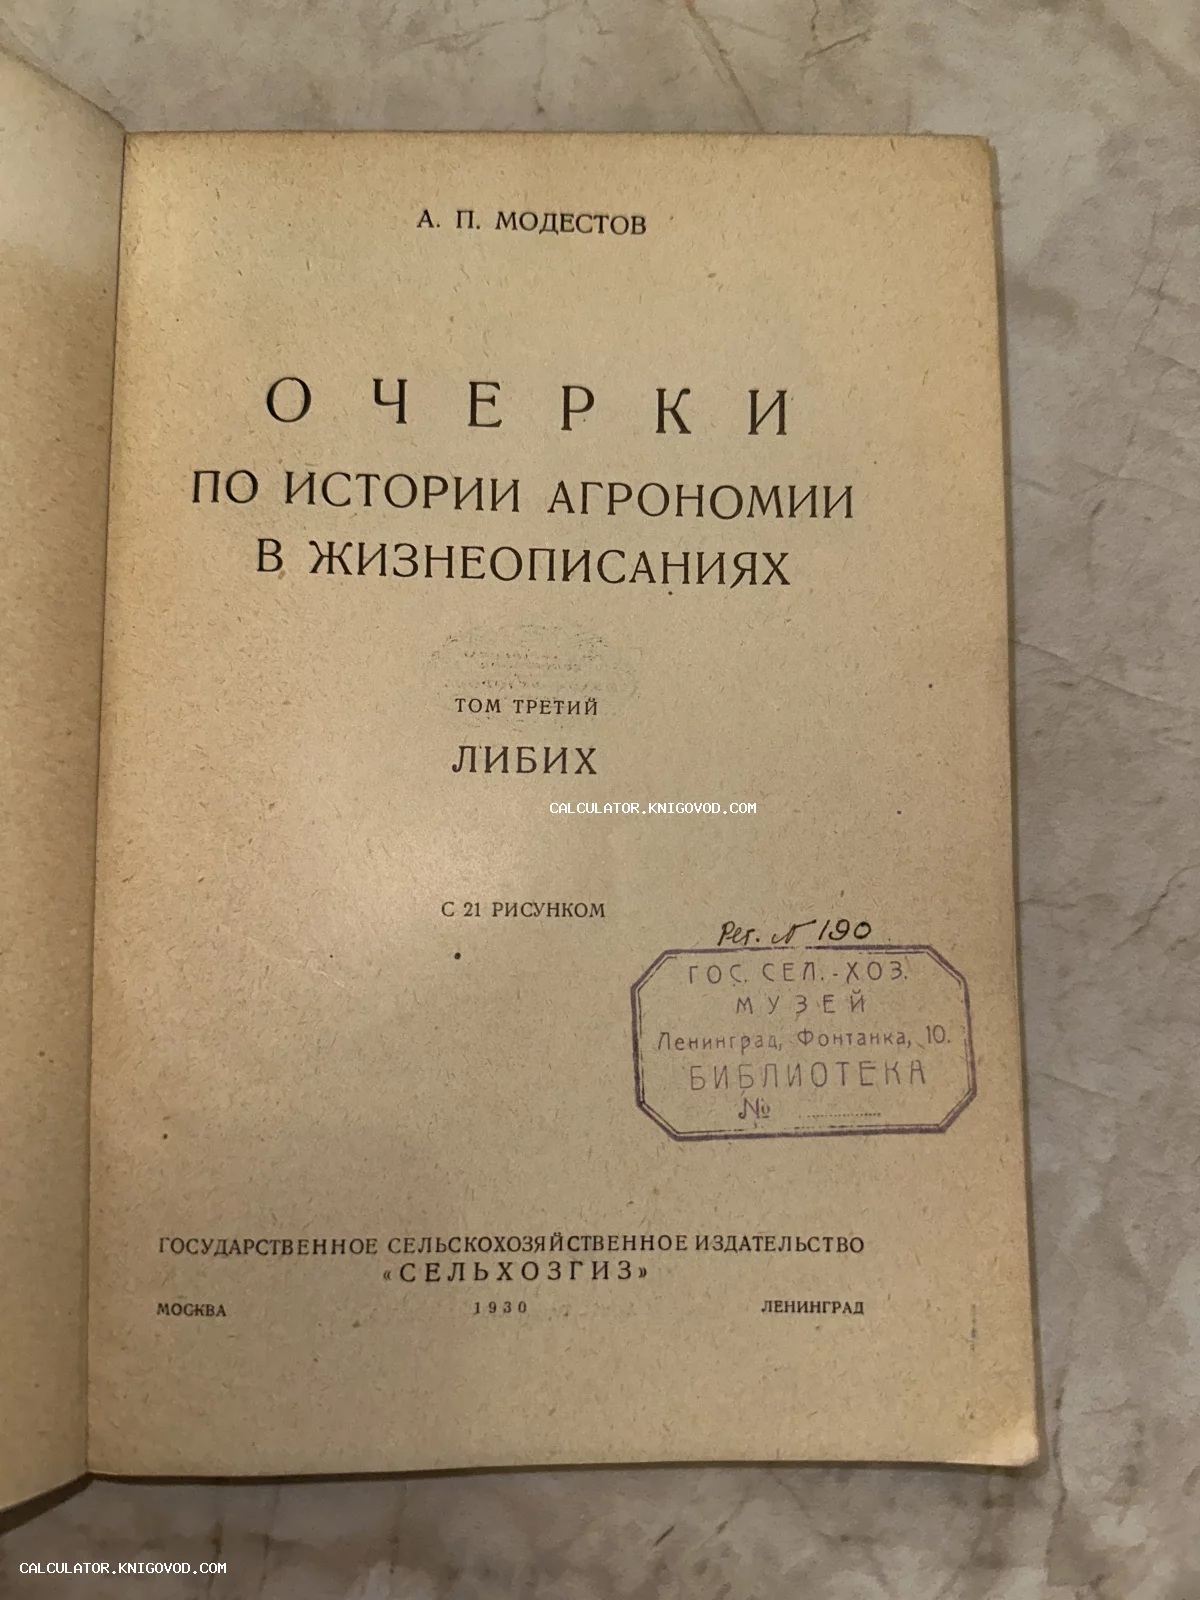 А. П. МОДЕСТОВ
ОЧЕРКИ
ПО ИСТОРИИ АГРОНОМИИ
В ЖИЗНЕОПИСАНИЯХ
ТОМ ТРЕТИЙ
ЛИБИХ
CALCULATOR.KNIGOVOD.COM
С 21 РИСУНКОМ
Рег. № 190
ГОС. СЕЛ.-ХОЗ.
МУЗЕЙ
Ленинград, Фонтанка, 10.
БИБЛИОТЕКА
№ ................
ГОСУДАРСТВЕННОЕ СЕЛЬСКОХОЗЯЙСТВЕННОЕ ИЗДАТЕЛЬСТВО
«СЕЛЬХОЗГИЗ»
МОСКВА 1930 ЛЕНИНГРАД
CALCULATOR.KNIGOVOD.COM